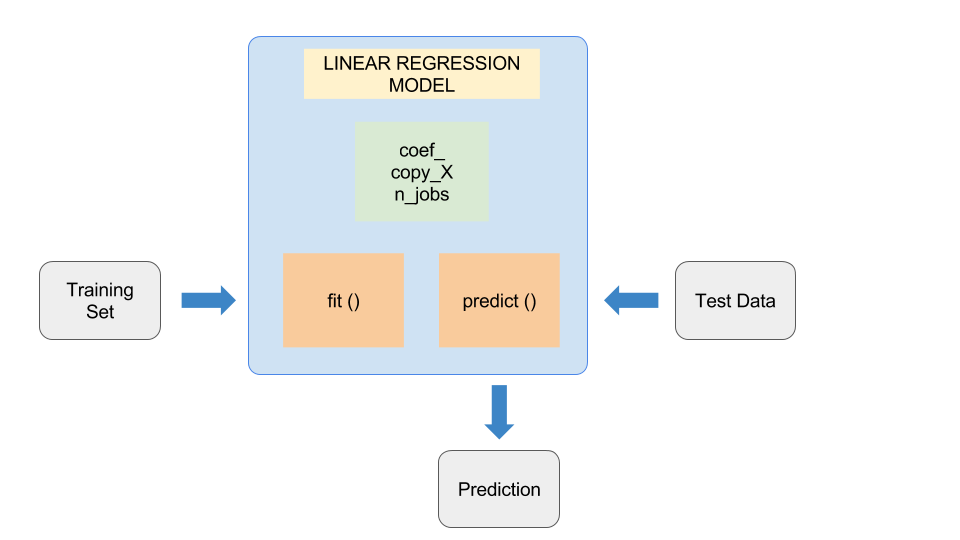 LINEAR REGRESSION
MODEL
coef_
copy_X
n_jobs
Training
Set
fit ()
predict ()
Test Data
Prediction